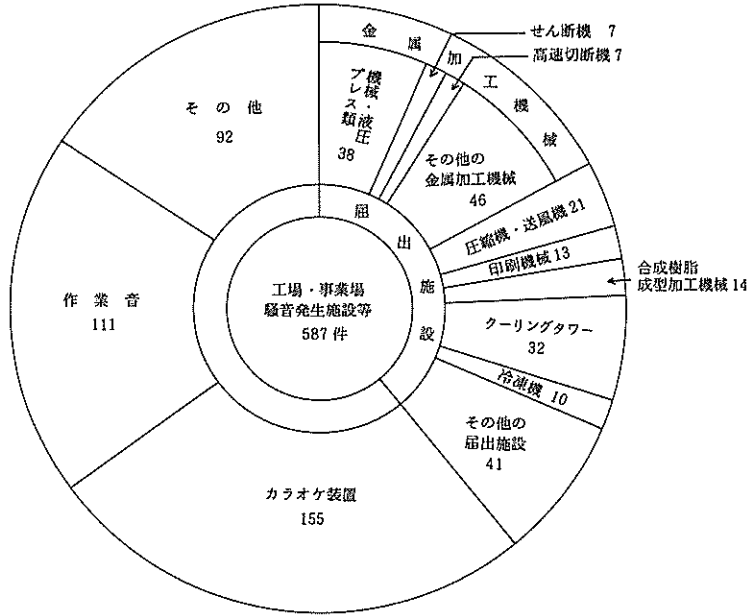 金属加工機械
機械・液圧
プレス類
38
せん断機 7
高速切断機 7
その他の
金属加工機械
46
圧縮機・送風機 21
印刷機械 13
合成樹脂
成型加工機械 14
クーリングタワー
32
冷凍機 10
その他の
届出施設
41
届出施設
工場・事業場
騒音発生施設等
587 件
カラオケ装置
155
作業音
111
その他
92